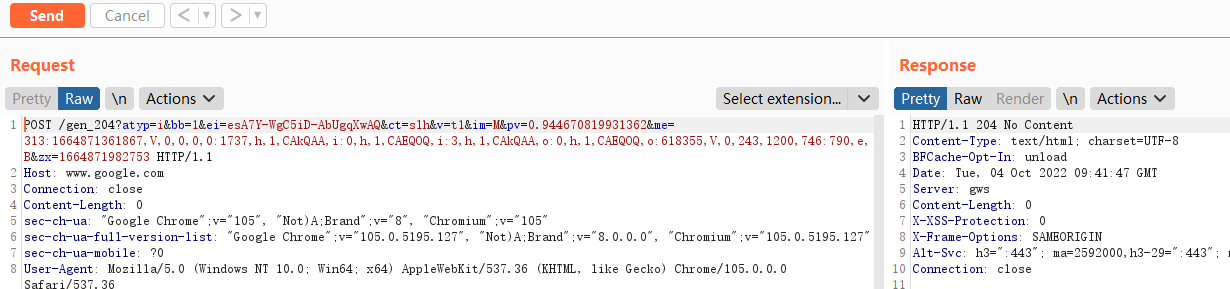 Send Cancel < ▼ > ▼
Request
Pretty Raw \n Actions Select extension...
1 POST /gen_204?atyp=i&bb=1&ei=esA7Y-WgC5iD-AbUgqXwAQ&ct=slh&v=t1&im=M&pv=0.944670819931362&me=
313:1664871361867,V,0,0,0,0:1737,h,1,CAkQAA,i:0,h,1,CAEQOQ,i:3,h,1,CAkQAA,o:0,h,1,CAEQOQ,o:618355,V,0,243,1200,746:790,e,
B&zx=1664871982753 HTTP/1.1
2 Host: www.google.com
3 Connection: close
4 Content-Length: 0
5 sec-ch-ua: "Google Chrome";v="105", "Not)A;Brand";v="8", "Chromium";v="105"
6 sec-ch-ua-full-version-list: "Google Chrome";v="105.0.5195.127", "Not)A;Brand";v="8.0.0.0", "Chromium";v="105.0.5195.127"
7 sec-ch-ua-mobile: ?0
8 User-Agent: Mozilla/5.0 (Windows NT 10.0; Win64; x64) AppleWebKit/537.36 (KHTML, like Gecko) Chrome/105.0.0.0
Safari/537.36
Response
Pretty Raw Render \n Actions
1 HTTP/1.1 204 No Content
2 Content-Type: text/html; charset=UTF-8
3 BFCache-Opt-In: unload
4 Date: Tue, 04 Oct 2022 09:41:47 GMT
5 Server: gws
6 Content-Length: 0
7 X-XSS-Protection: 0
8 X-Frame-Options: SAMEORIGIN
9 Alt-Svc: h3=":443"; ma=2592000,h3-29=":443";
10 Connection: close
11